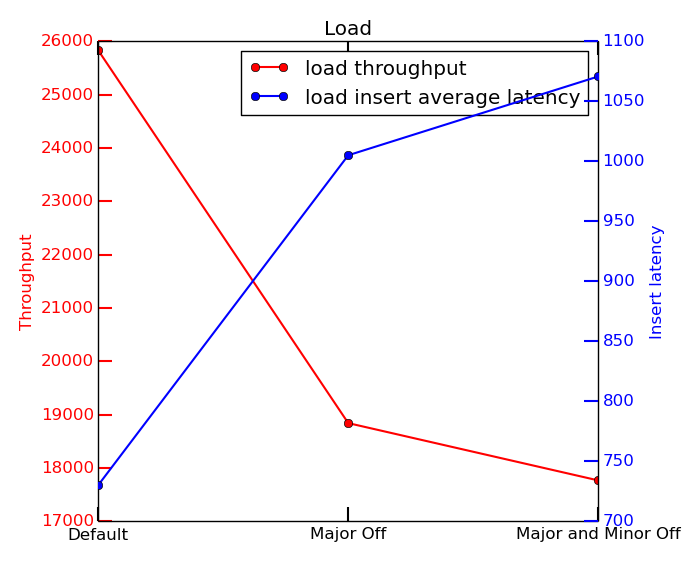 Load
load throughput
load insert average latency
26000
25000
24000
23000
22000
21000
20000
19000
18000
17000
Throughput
1100
1050
1000
950
900
850
800
750
700
Insert latency
Default
Major Off
Major and Minor Off